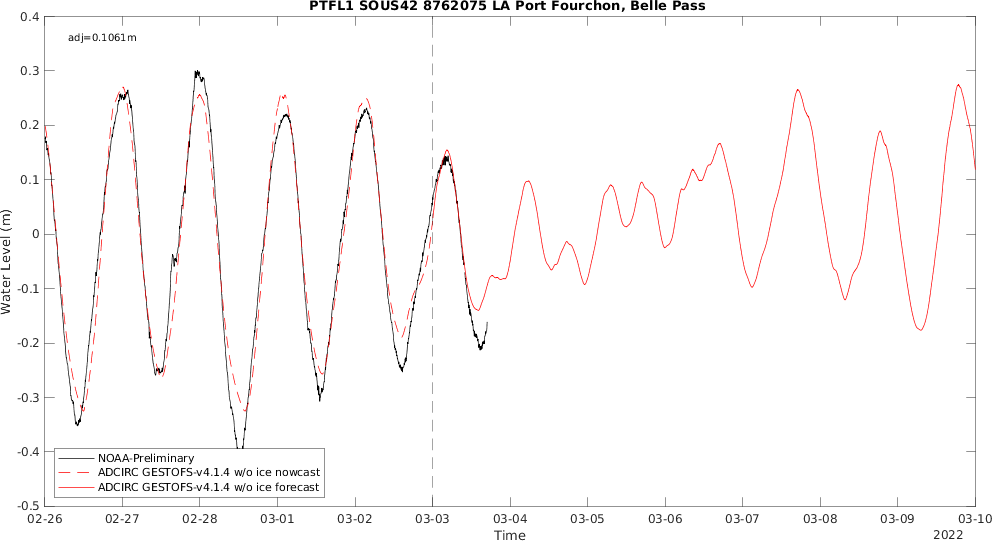 PTFL1 SOUS42 8762075 LA Port Fourchon, Belle Pass
adj=0.1061m
0.4
0.3
0.2
0.1
0
-0.1
-0.2
-0.3
-0.4
-0.5
Water Level (m)
NOAA-Preliminary
ADCIRC GESTOFS-v4.1.4 w/o ice nowcast
ADCIRC GESTOFS-v4.1.4 w/o ice forecast
02-26 02-27 02-28 03-01 03-02 03-03 03-04 03-05 03-06 03-07 03-08 03-09 03-10
Time
2022